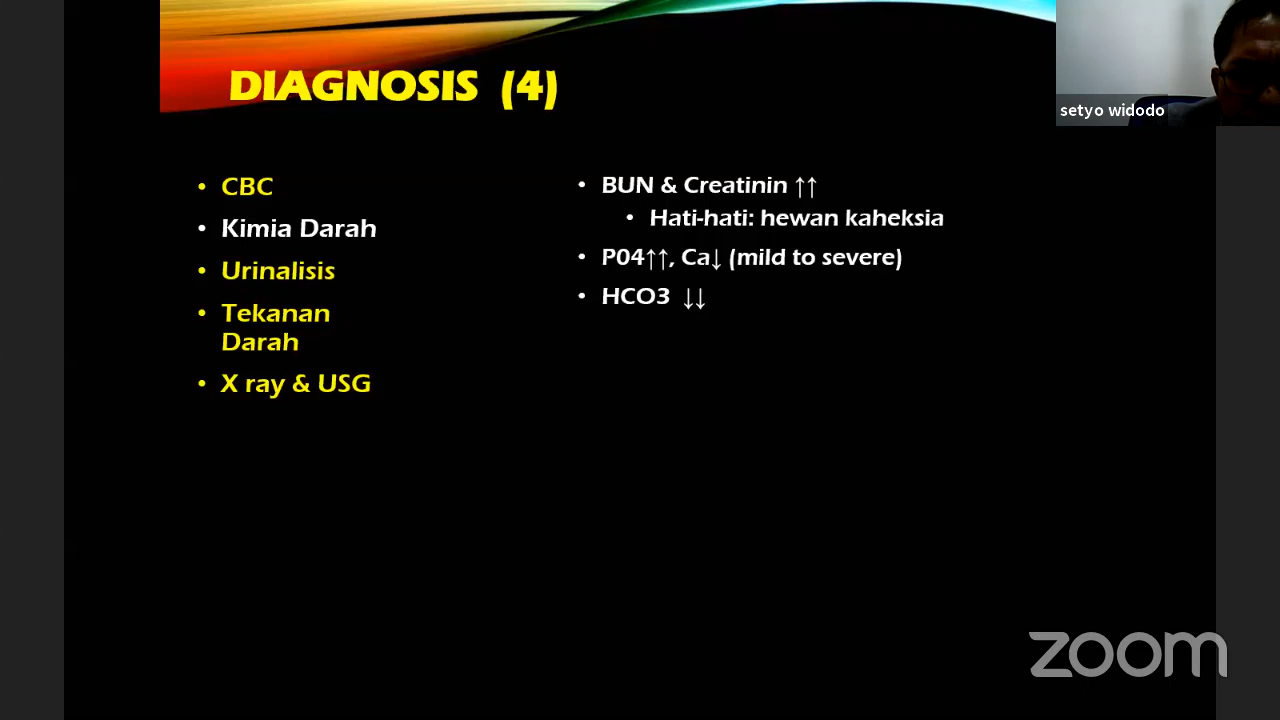 DIAGNOSIS (4)
setyo widodo
• CBC
• Kimia Darah
• Urinalisis
• Tekanan
Darah
• X ray & USG
• BUN & Creatinin ↑↑
• Hati-hati: hewan kaheksia
• P04↑↑, Ca↓ (mild to severe)
• HCO3 ↓↓
zoom